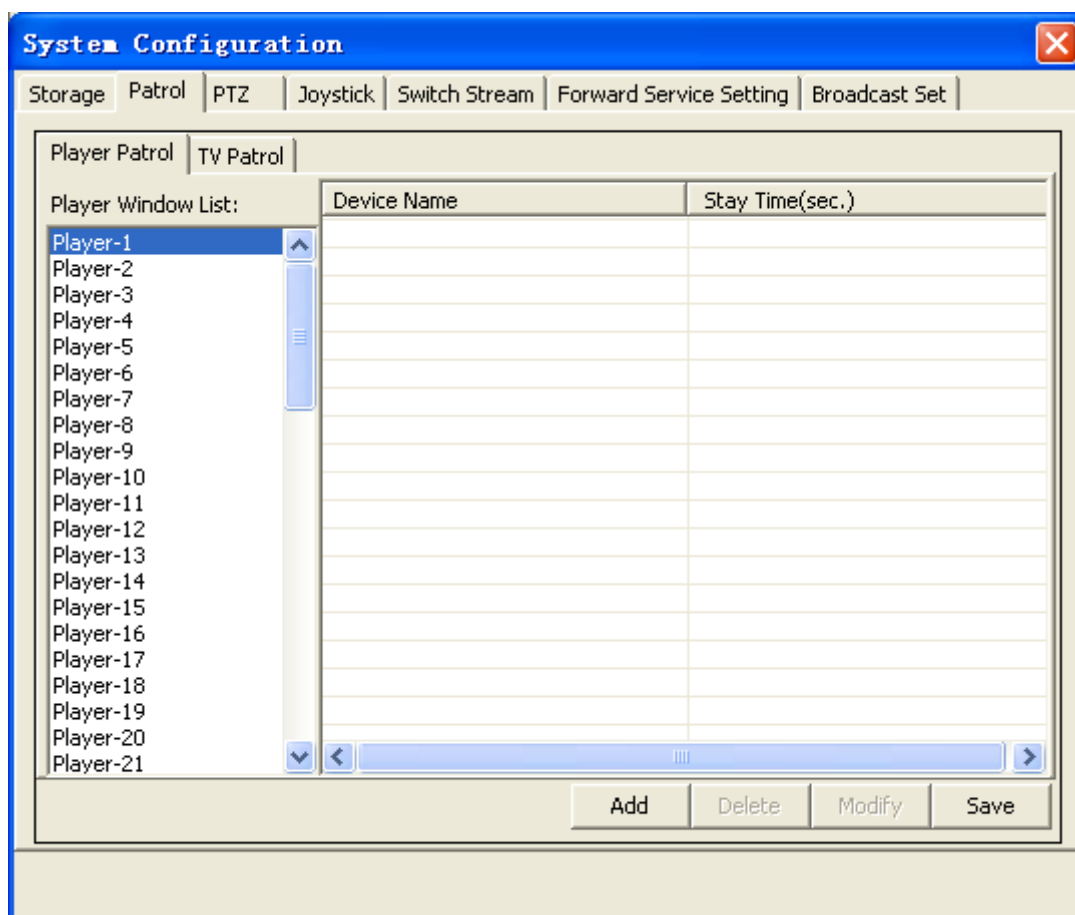 System Configuration
Storage Patrol PTZ Joystick Switch Stream Forward Service Setting Broadcast Set
Player Patrol TV Patrol
Player Window List:
Device Name Stay Time(sec.)
Player-1
Player-2
Player-3
Player-4
Player-5
Player-6
Player-7
Player-8
Player-9
Player-10
Player-11
Player-12
Player-13
Player-14
Player-15
Player-16
Player-17
Player-18
Player-19
Player-20
Player-21
Add Delete Modify Save